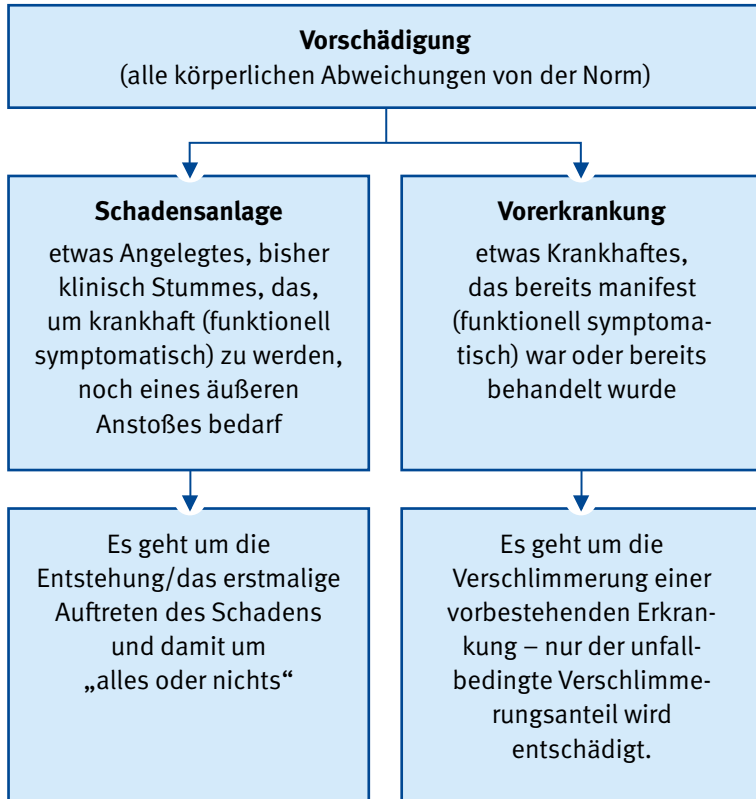 Vorschädigung
(alle körperlichen Abweichungen von der Norm)
Schadensanlage
etwas Angelegtes, bisher
klinisch Stummes, das,
um krankhaft (funktionell
symptomatisch) zu werden,
noch eines äußeren
Anstoßes bedarf
Vorerkrankung
etwas Krankhaftes,
das bereits manifest
(funktionell symptoma-
tisch) war oder bereits
behandelt wurde
Es geht um die
Entstehung/das erstmalige
Auftreten des Schadens
und damit um
„alles oder nichts“
Es geht um die
Verschlimmerung einer
vorbestehenden Erkran-
kung – nur der unfall-
bedingte Verschlimme-
rungsanteil wird
entschädigt.